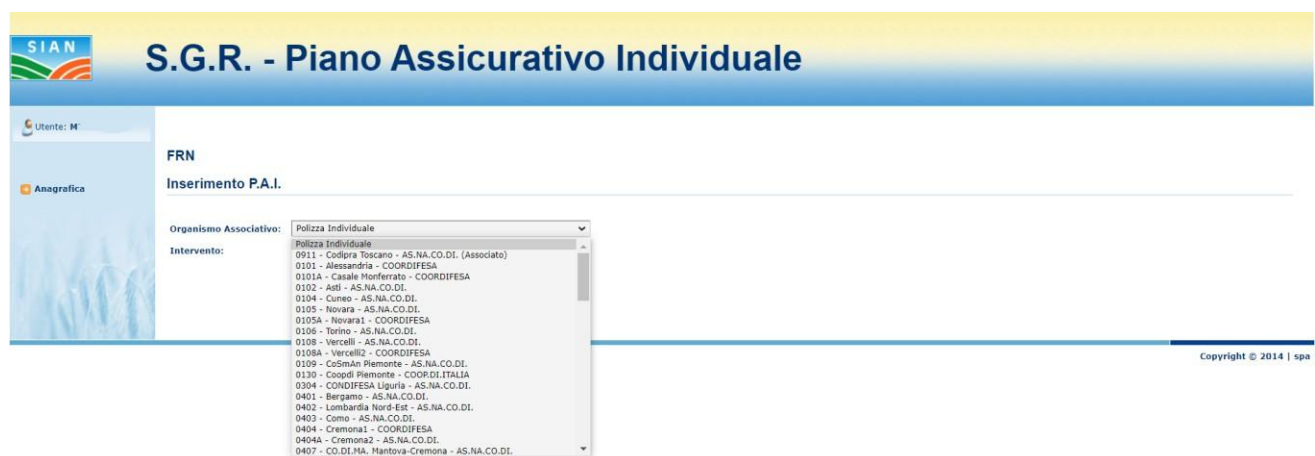 SIAN
S.G.R. - Piano Assicurativo Individuale
Utente: M
Anagrafica
FRN
Inserimento P.A.I.
Organismo Associativo: Polizza Individuale
Intervento:
Polizza Individuale
0911 - Codipra Toscano - AS.NA.CO.DI. (Associato)
0101 - Alessandria - COORDIFESA
0101A - Casale Monferrato - COORDIFESA
0102 - Asti - AS.NA.CO.DI.
0104 - Cuneo - AS.NA.CO.DI.
0105 - Novara - AS.NA.CO.DI.
0105A - Novara1 - COORDIFESA
0106 - Torino - AS.NA.CO.DI.
0108 - Vercelli - AS.NA.CO.DI.
0108A - Vercelli2 - COORDIFESA
0109 - CoSmAn Piemonte - AS.NA.CO.DI.
0130 - Coopdi Piemonte - COOP.DI.ITALIA
0304 - CONDIFESA Liguria - AS.NA.CO.DI.
0401 - Bergamo - AS.NA.CO.DI.
0402 - Lombardia Nord-Est - AS.NA.CO.DI.
0403 - Como - AS.NA.CO.DI.
0404 - Cremona1 - COORDIFESA
0404A - Cremona2 - AS.NA.CO.DI.
0407 - CO.DI.MA. Mantova-Cremona - AS.NA.CO.DI.
Copyright © 2014 | spa